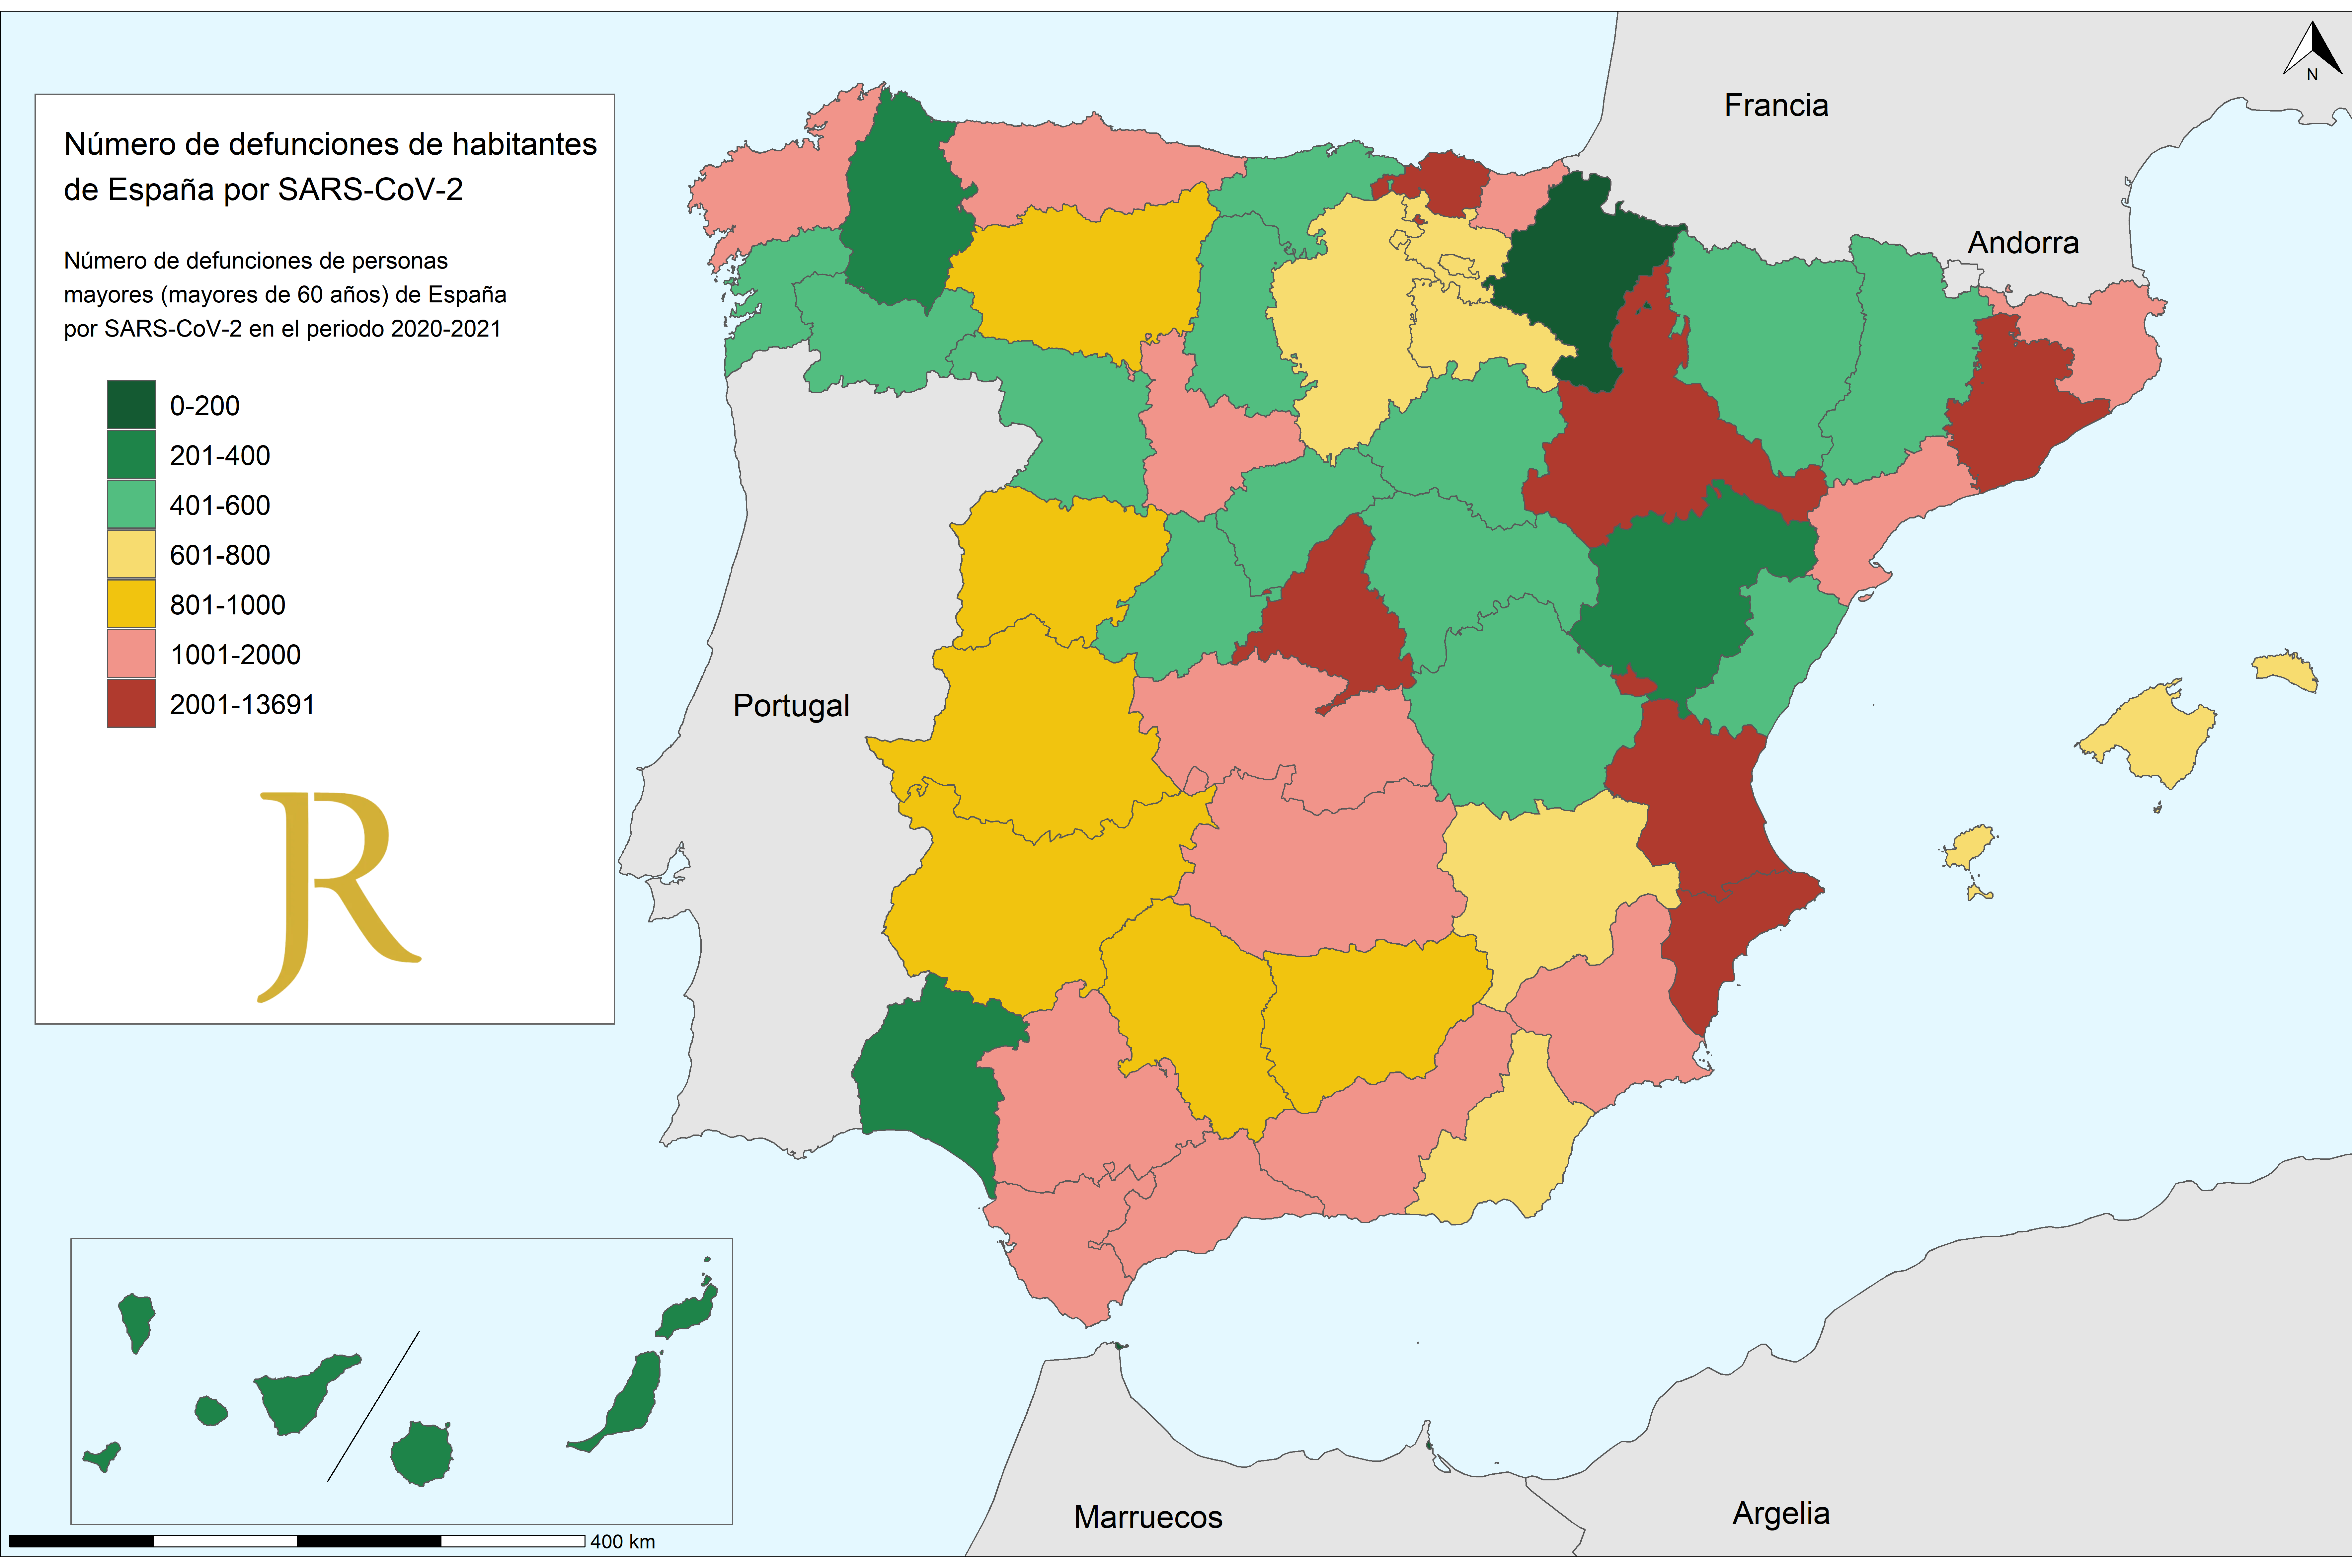 Número de defunciones de habitantes
de España por SARS-CoV-2
Número de defunciones de personas
mayores (mayores de 60 años) de España
por SARS-CoV-2 en el periodo 2020-2021
0-200
201-400
401-600
601-800
801-1000
1001-2000
2001-13691
JR
Francia
N
Andorra
Portugal
Marruecos
Argelia
400 km